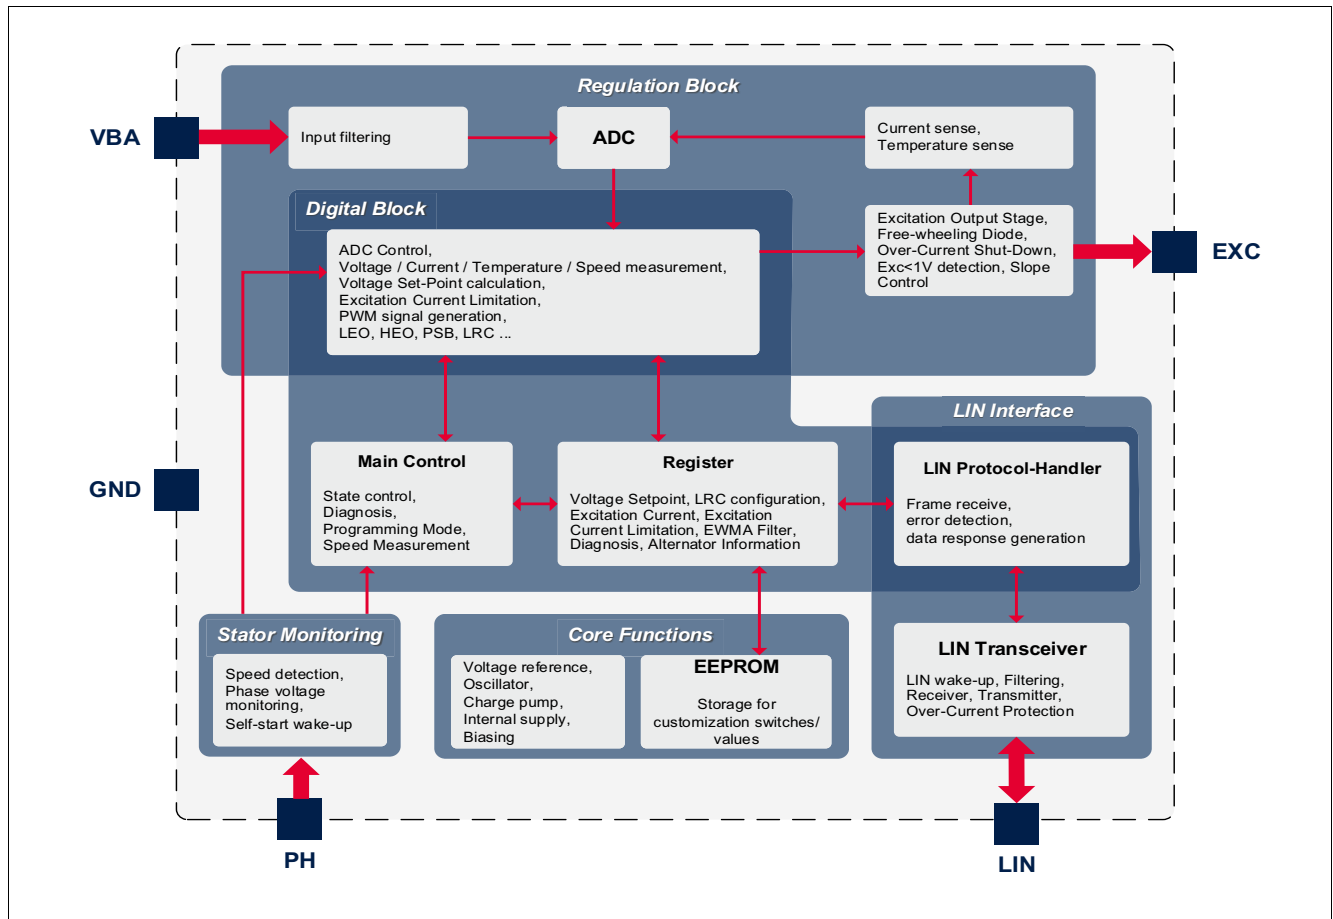 Regulation Block
VBA
Input filtering
ADC
Current sense,
Temperature sense
Digital Block
ADC Control,
Voltage / Current / Temperature / Speed measurement,
Voltage Set-Point calculation,
Excitation Current Limitation,
PWM signal generation,
LEO, HEO, PSB, LRC ...
Excitation Output Stage,
Free-wheeling Diode,
Over-Current Shut-Down,
Exc<1V detection, Slope
Control
EXC
LIN Interface
GND
Main Control
State control,
Diagnosis,
Programming Mode,
Speed Measurement
Register
Voltage Setpoint, LRC configuration,
Excitation Current, Excitation
Current Limitation, EWMA Filter,
Diagnosis, Alternator Information
LIN Protocol-Handler
Frame receive,
error detection,
data response generation
Stator Monitoring
Speed detection,
Phase voltage
monitoring,
Self-start wake-up
Core Functions
Voltage reference,
Oscillator,
Charge pump,
Internal supply,
Biasing
EEPROM
Storage for
customization switches/
values
LIN Transceiver
LIN wake-up, Filtering,
Receiver, Transmitter,
Over-Current Protection
PH
LIN